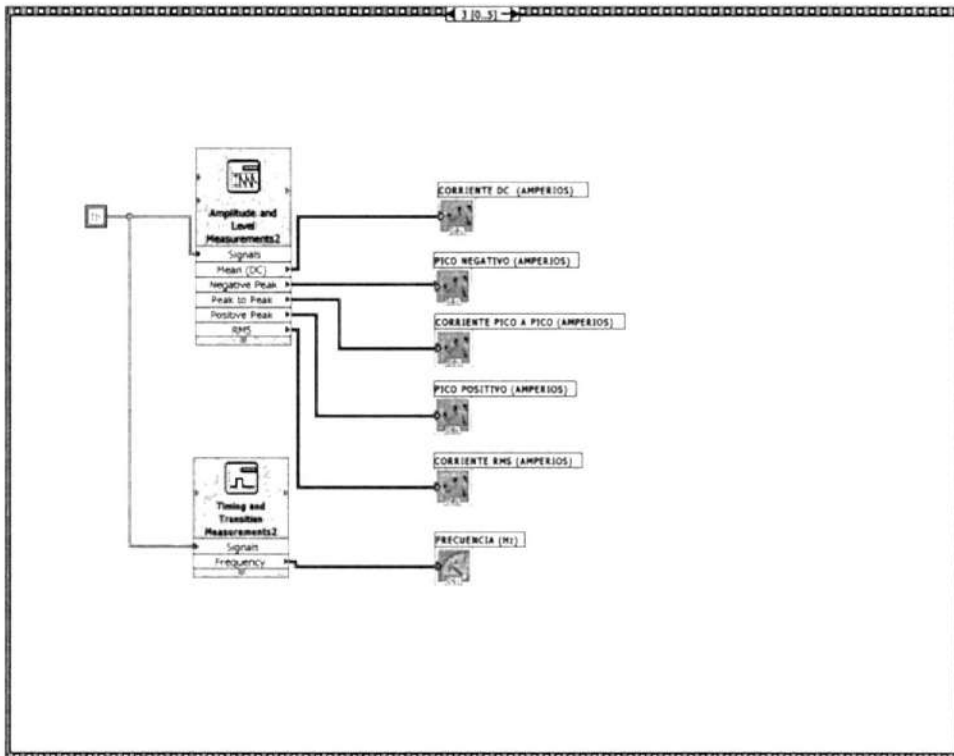 3 [0..5]
Amplitude and
Level
Measurements2
Signals
Mean (DC)
Negative Peak
Peak to Peak
Positive Peak
RMS
CORRIENTE DC (AMPERIOS)
PICO NEGATIVO (AMPERIOS)
CORRIENTE PICO A PICO (AMPERIOS)
PICO POSITIVO (AMPERIOS)
CORRIENTE RMS (AMPERIOS)
Timing and
Transition
Measurements2
Signals
Frequency
FRECUENCIA (Hz)